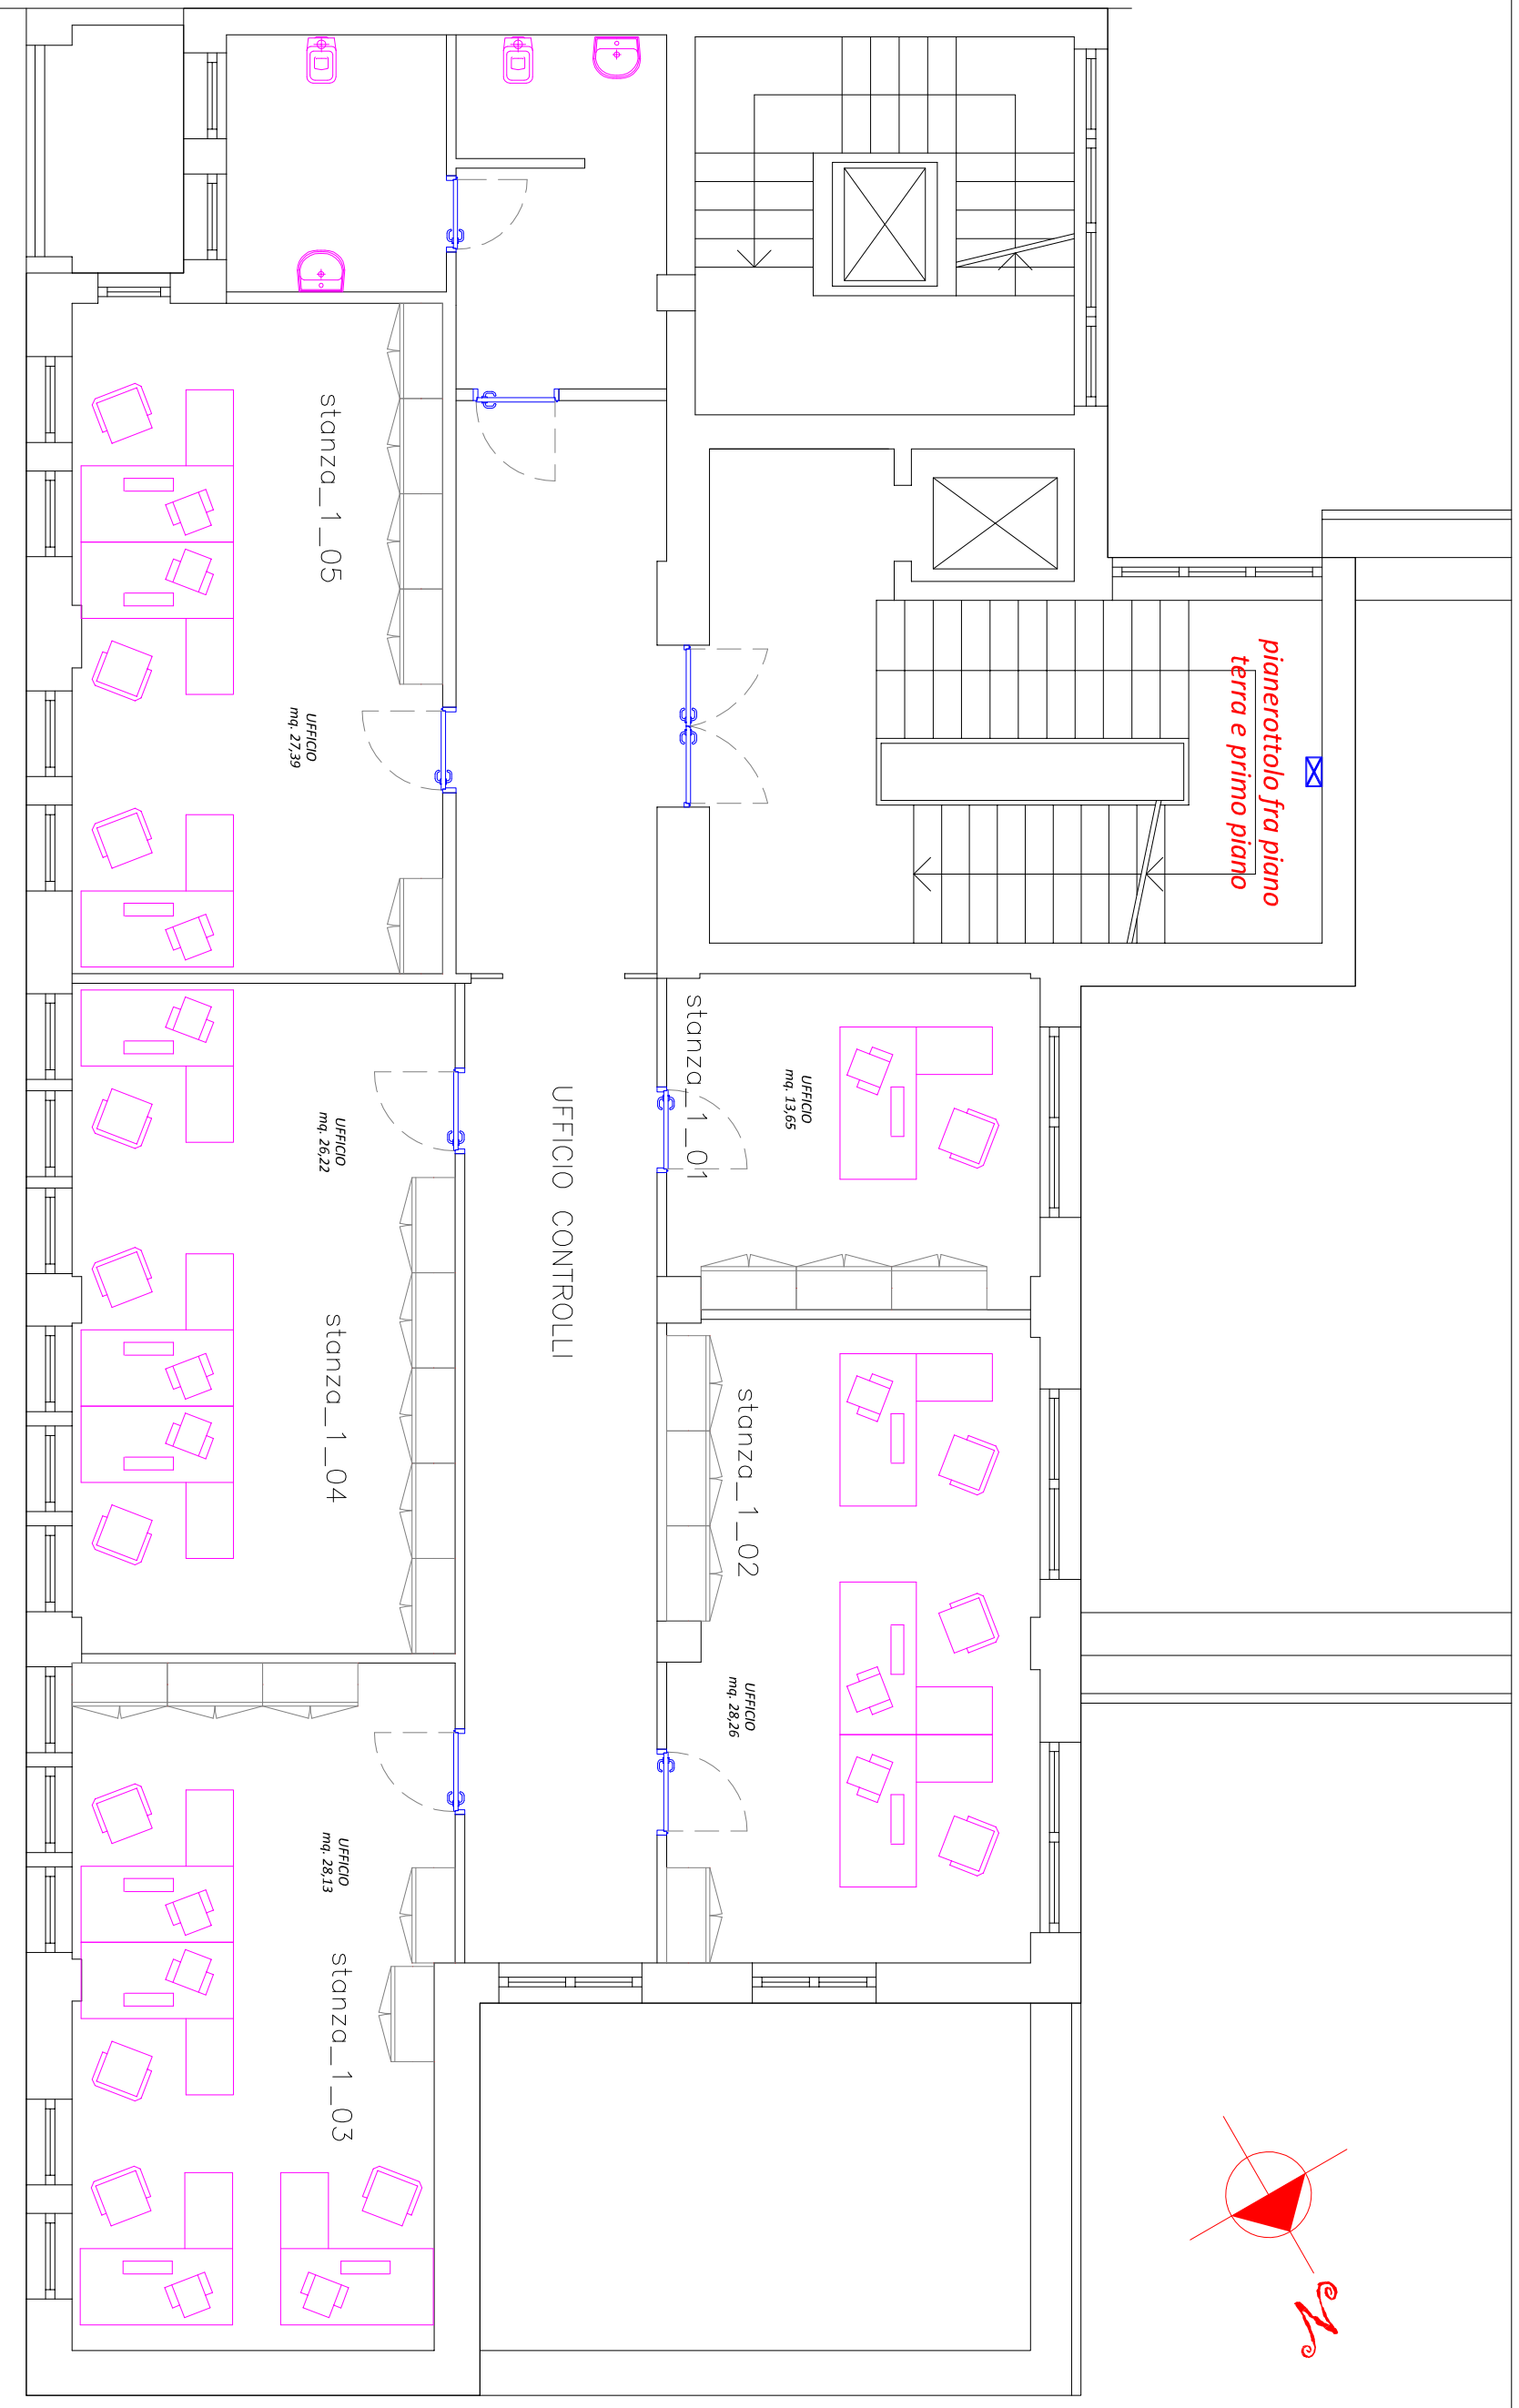 pianerottolo fra piano
terra e primo piano
stanza_1_05
UFFICIO
mq. 27,39
stanza_1_01
UFFICIO
mq. 13,65
UFFICIO
mq. 26,22
UFFICIO CONTROLLI
stanza_1_04
stanza_1_02
UFFICIO
mq. 28,26
UFFICIO
mq. 28,13
stanza_1_03
N